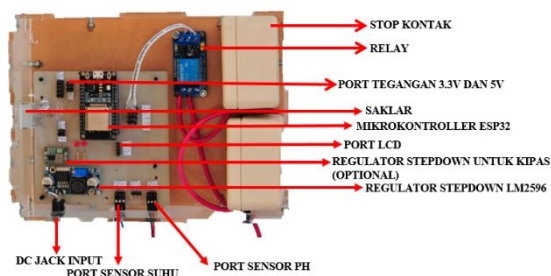 STOP KONTAK
RELAY
PORT TEGANGAN 3.3V DAN 5V
SAKLAR
MIKROKONTROLLER ESP32
PORT LCD
REGULATOR STEPDOWN UNTUK KIPAS
(OPTIONAL)
REGULATOR STEPDOWN LM2596
DC JACK INPUT
PORT SENSOR SUHU
PORT SENSOR PH